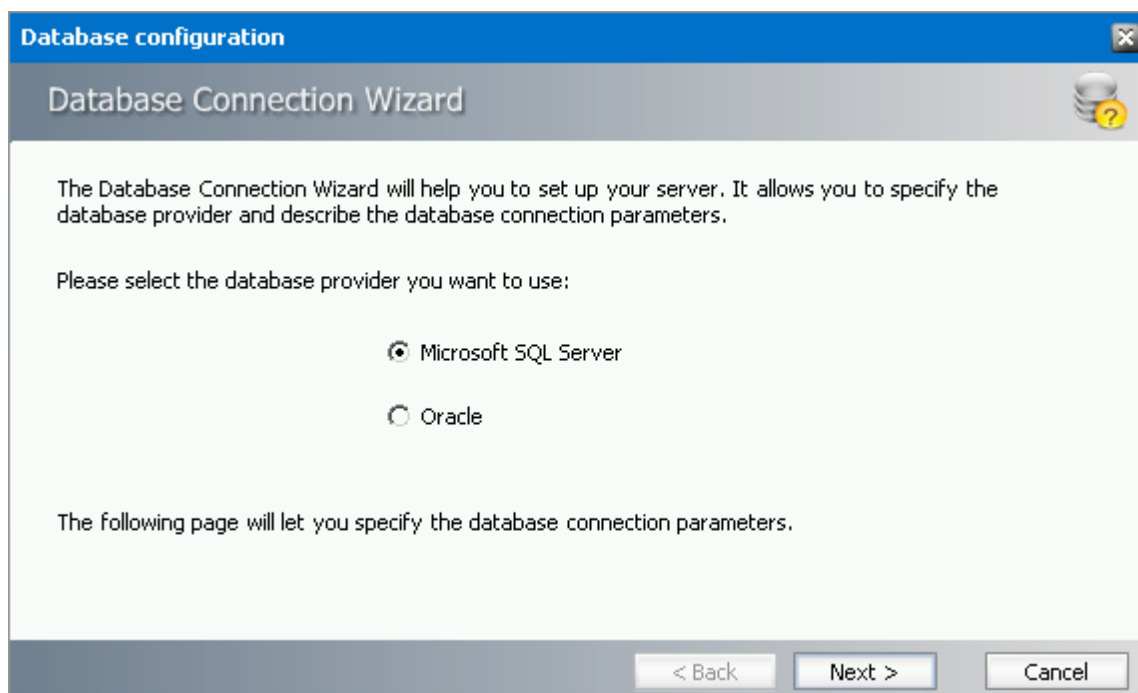 Database configuration
Database Connection Wizard
?
The Database Connection Wizard will help you to set up your server. It allows you to specify the
database provider and describe the database connection parameters.
Please select the database provider you want to use:
Microsoft SQL Server
Oracle
The following page will let you specify the database connection parameters.
< Back Next > Cancel